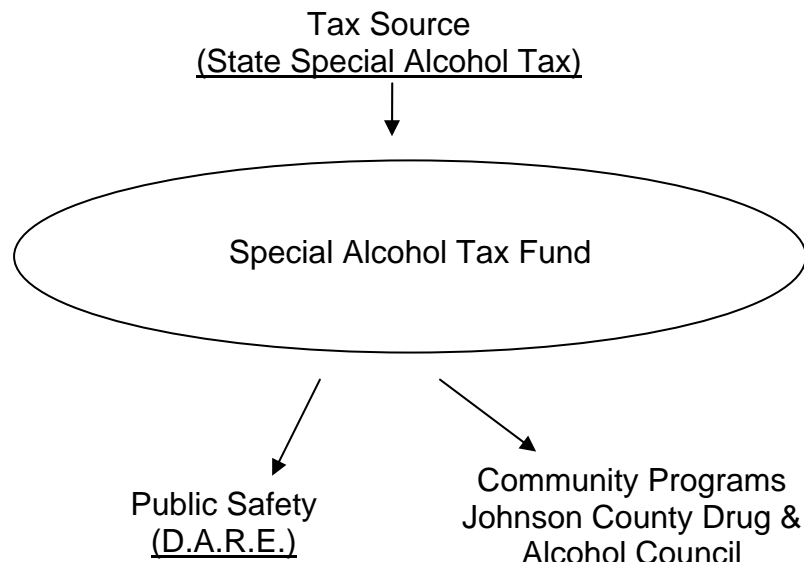 Tax Source
(State Special Alcohol Tax)
Special Alcohol Tax Fund
Public Safety
(D.A.R.E.)
Community Programs
Johnson County Drug &
Alcohol Council